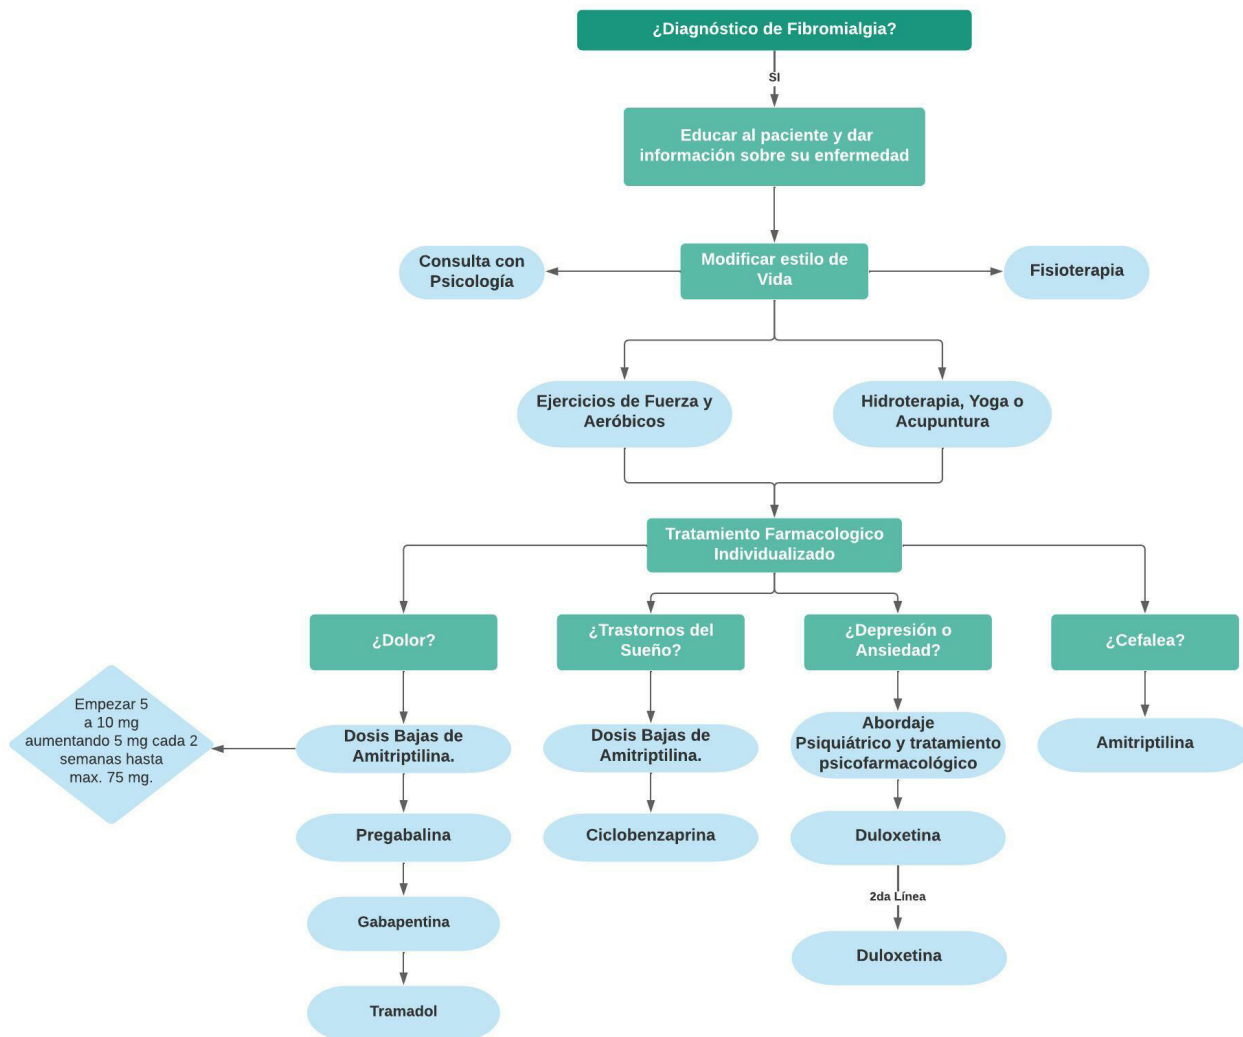 ¿Diagnóstico de Fibromialgia?
SI
Educar al paciente y dar
información sobre su enfermedad
Consulta con
Psicología
Modificar estilo de
Vida
Fisioterapia
Ejercicios de Fuerza y
Aeróbicos
Hidroterapia, Yoga o
Acupuntura
Tratamiento Farmacologico
Individualizado
¿Dolor?
¿Trastornos del
Sueño?
¿Depresión o
Ansiedad?
¿Cefalea?
Empezar 5
a 10 mg
aumentando 5 mg cada 2
semanas hasta
max. 75 mg.
Dosis Bajas de
Amitriptilina.
Dosis Bajas de
Amitriptilina.
Abordaje
Psiquiátrico y tratamiento
psicofarmacológico
Amitriptilina
Pregabalina
Ciclobenzaprina
Duloxetina
2da Línea
Gabapentina
Duloxetina
Tramadol